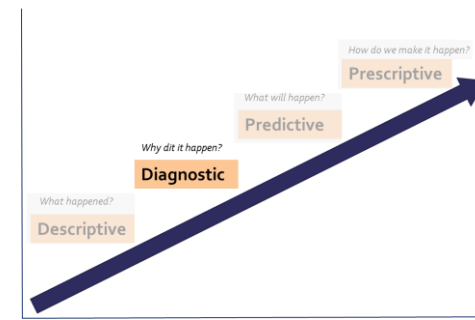 How do we make it happen?
Prescriptive
What will happen?
Predictive
Why dit it happen?
Diagnostic
What happened?
Descriptive